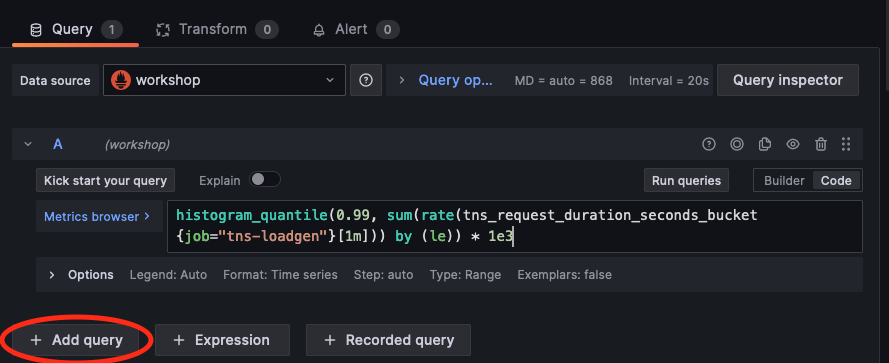 Query 1 Transform 0 Alert 0
Data source workshop Query op... MD = auto = 868 Interval = 20s Query inspector
A (workshop)
Kick start your query Explain Run queries Builder Code
Metrics browser > histogram_quantile(0.99, sum(rate(tns_request_duration_seconds_bucket
{job="tns-loadgen"}[1m])) by (le)) * 1e3
> Options Legend: Auto Format: Time series Step: auto Type: Range Exemplars: false
+ Add query + Expression + Recorded query